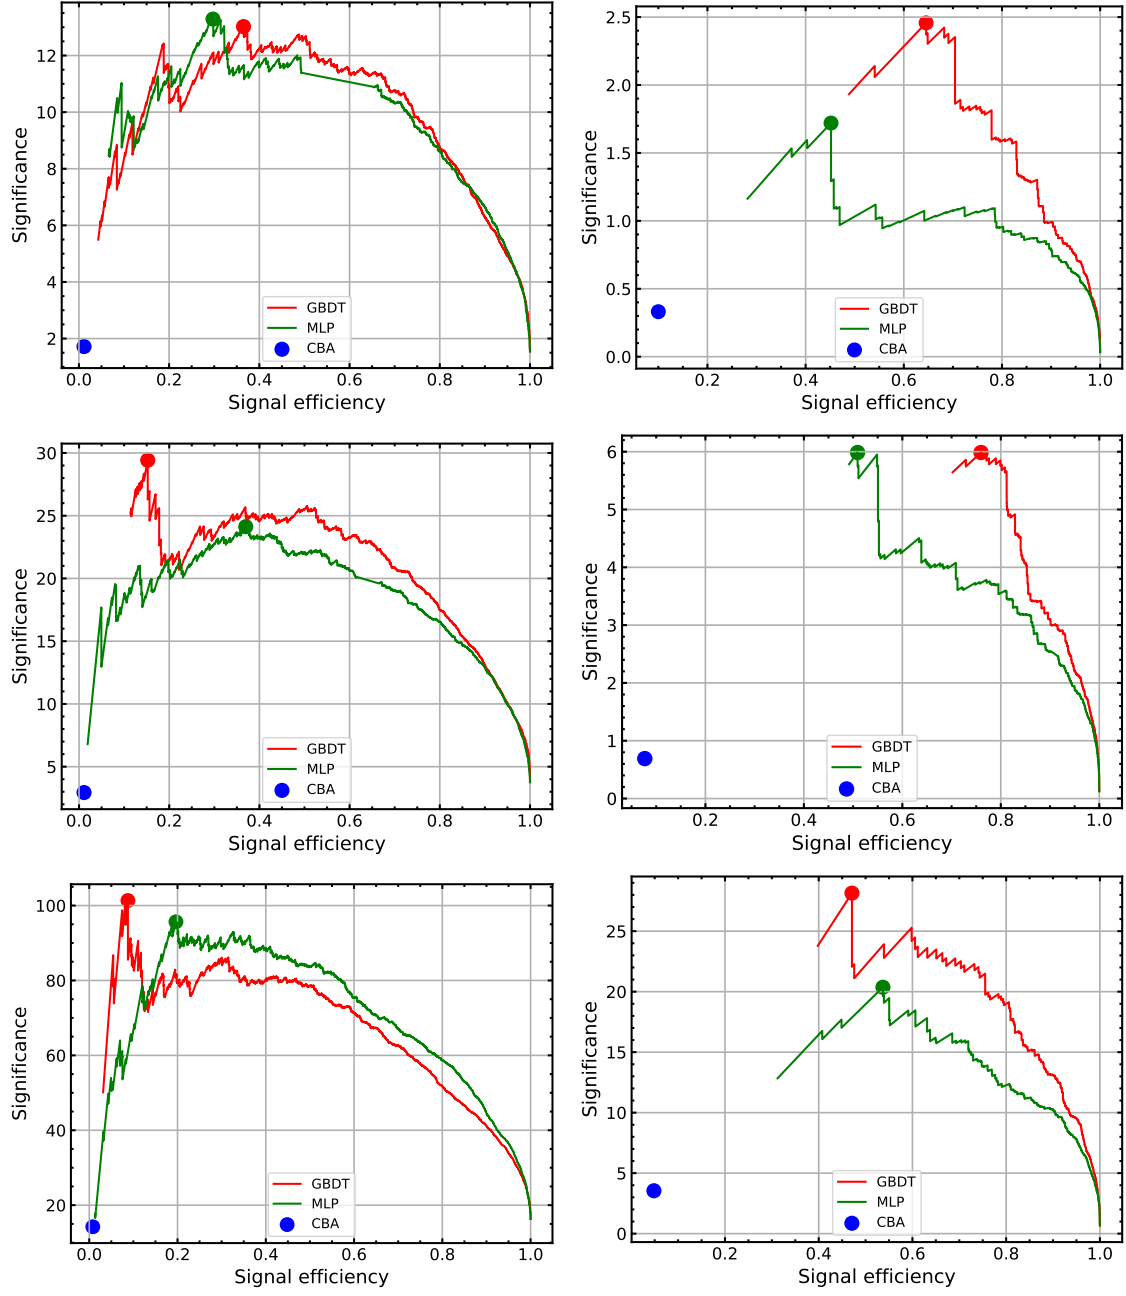 12
10
8
6
4
2
Significance
GBDT
MLP
CBA
0.0 0.2 0.4 0.6 0.8 1.0
Signal efficiency
2.5
2.0
1.5
1.0
0.5
0.0
Significance
GBDT
MLP
CBA
0.2 0.4 0.6 0.8 1.0
Signal efficiency
30
25
20
15
10
5
Significance
GBDT
MLP
CBA
0.0 0.2 0.4 0.6 0.8 1.0
Signal efficiency
6
5
4
3
2
1
0
Significance
GBDT
MLP
CBA
0.2 0.4 0.6 0.8 1.0
Signal efficiency
100
80
60
40
20
Significance
GBDT
MLP
CBA
0.0 0.2 0.4 0.6 0.8 1.0
Signal efficiency
25
20
15
10
5
0
Significance
GBDT
MLP
CBA
0.2 0.4 0.6 0.8 1.0
Signal efficiency